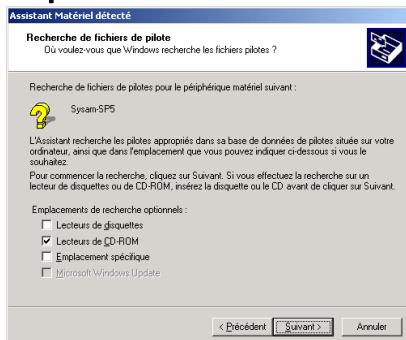 Assistant Matériel détecté
Recherche de fichiers de pilote
Où voulez-vous que Windows recherche les fichiers pilotes ?
Recherche de fichiers de pilotes pour le périphérique matériel suivant :
Sysam-SP5
L'Assistant recherche les pilotes appropriés dans sa base de données de pilotes située sur votre
ordinateur, ainsi que dans l'emplacement que vous pouvez indiquer ci-dessous si vous le
souhaitez.
Pour commencer la recherche, cliquez sur Suivant. Si vous effectuez la recherche sur un
lecteur de disquettes ou de CD-ROM, insérez la disquette ou le CD avant de cliquer sur Suivant.
Emplacements de recherche optionnels :
Lecteurs de disquettes
Lecteurs de CD-ROM
Emplacement spécifique
Microsoft Windows Update
< Précédent Suivant > Annuler